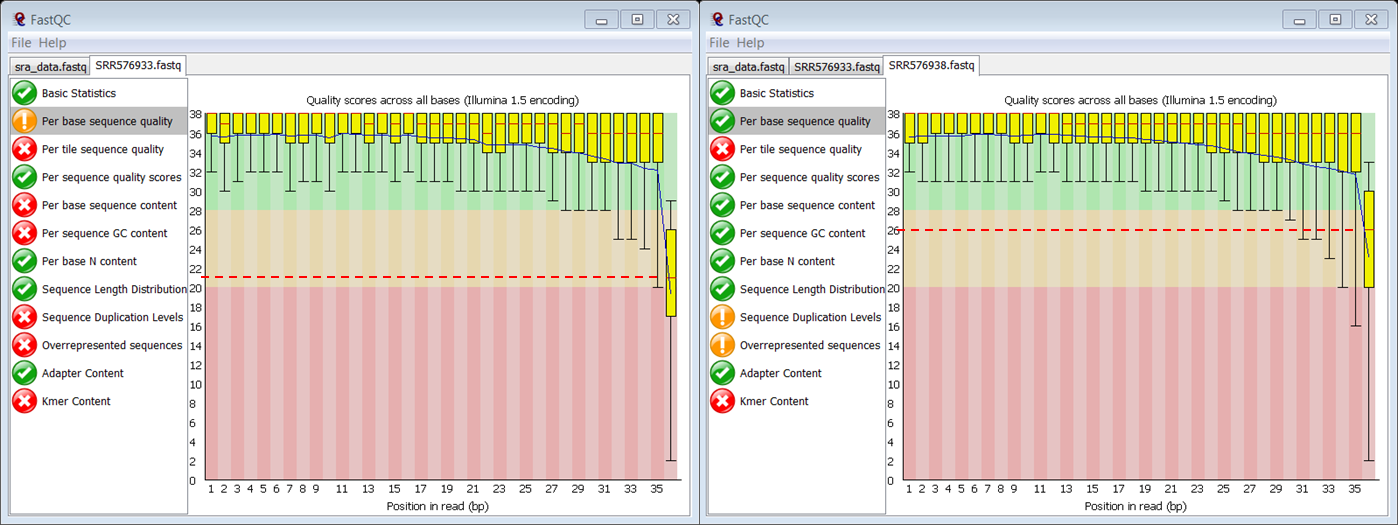 FastQC
File Help
sra_data.fastq SRR576933.fastq
Basic Statistics
Per base sequence quality
Per tile sequence quality
Per sequence quality scores
Per base sequence content
Per sequence GC content
Per base N content
Sequence Length Distribution
Sequence Duplication Levels
Overrepresented sequences
Adapter Content
Kmer Content
Quality scores across all bases (Illumina 1.5 encoding)
38
36
34
32
30
28
26
24
22
20
18
16
14
12
10
8
6
4
2
0
1 2 3 4 5 6 7 8 9 11 13 15 17 19 21 23 25 27 29 31 33 35
Position in read (bp)
FastQC
File Help
sra_data.fastq SRR576933.fastq SRR576938.fastq
Basic Statistics
Per base sequence quality
Per tile sequence quality
Per sequence quality scores
Per base sequence content
Per sequence GC content
Per base N content
Sequence Length Distribution
Sequence Duplication Levels
Overrepresented sequences
Adapter Content
Kmer Content
Quality scores across all bases (Illumina 1.5 encoding)
38
36
34
32
30
28
26
24
22
20
18
16
14
12
10
8
6
4
2
0
1 2 3 4 5 6 7 8 9 11 13 15 17 19 21 23 25 27 29 31 33 35
Position in read (bp)